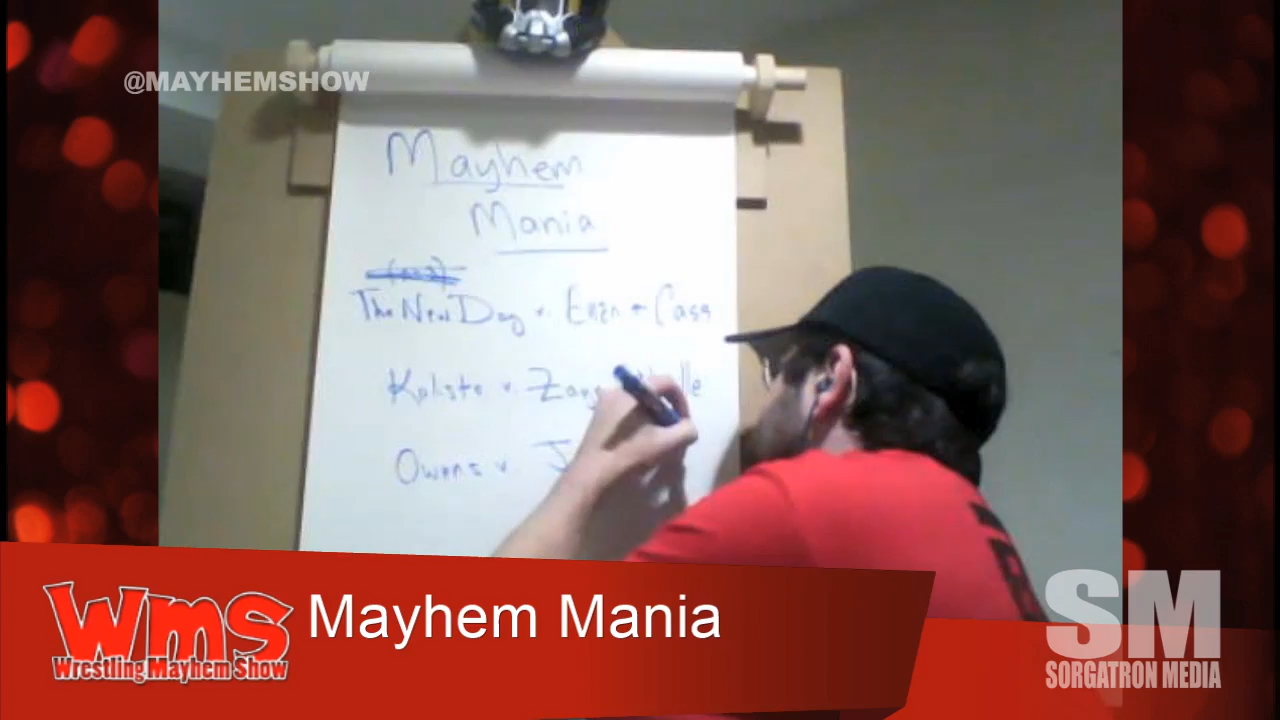 @MAYHEMSHOW
Mayhem
Mania
The New Day v. Enzo + Cass
Kalisto v.
Owens v.
WMS
Wrestling Mayhem Show
Mayhem Mania
SM
SORGATRON MEDIA